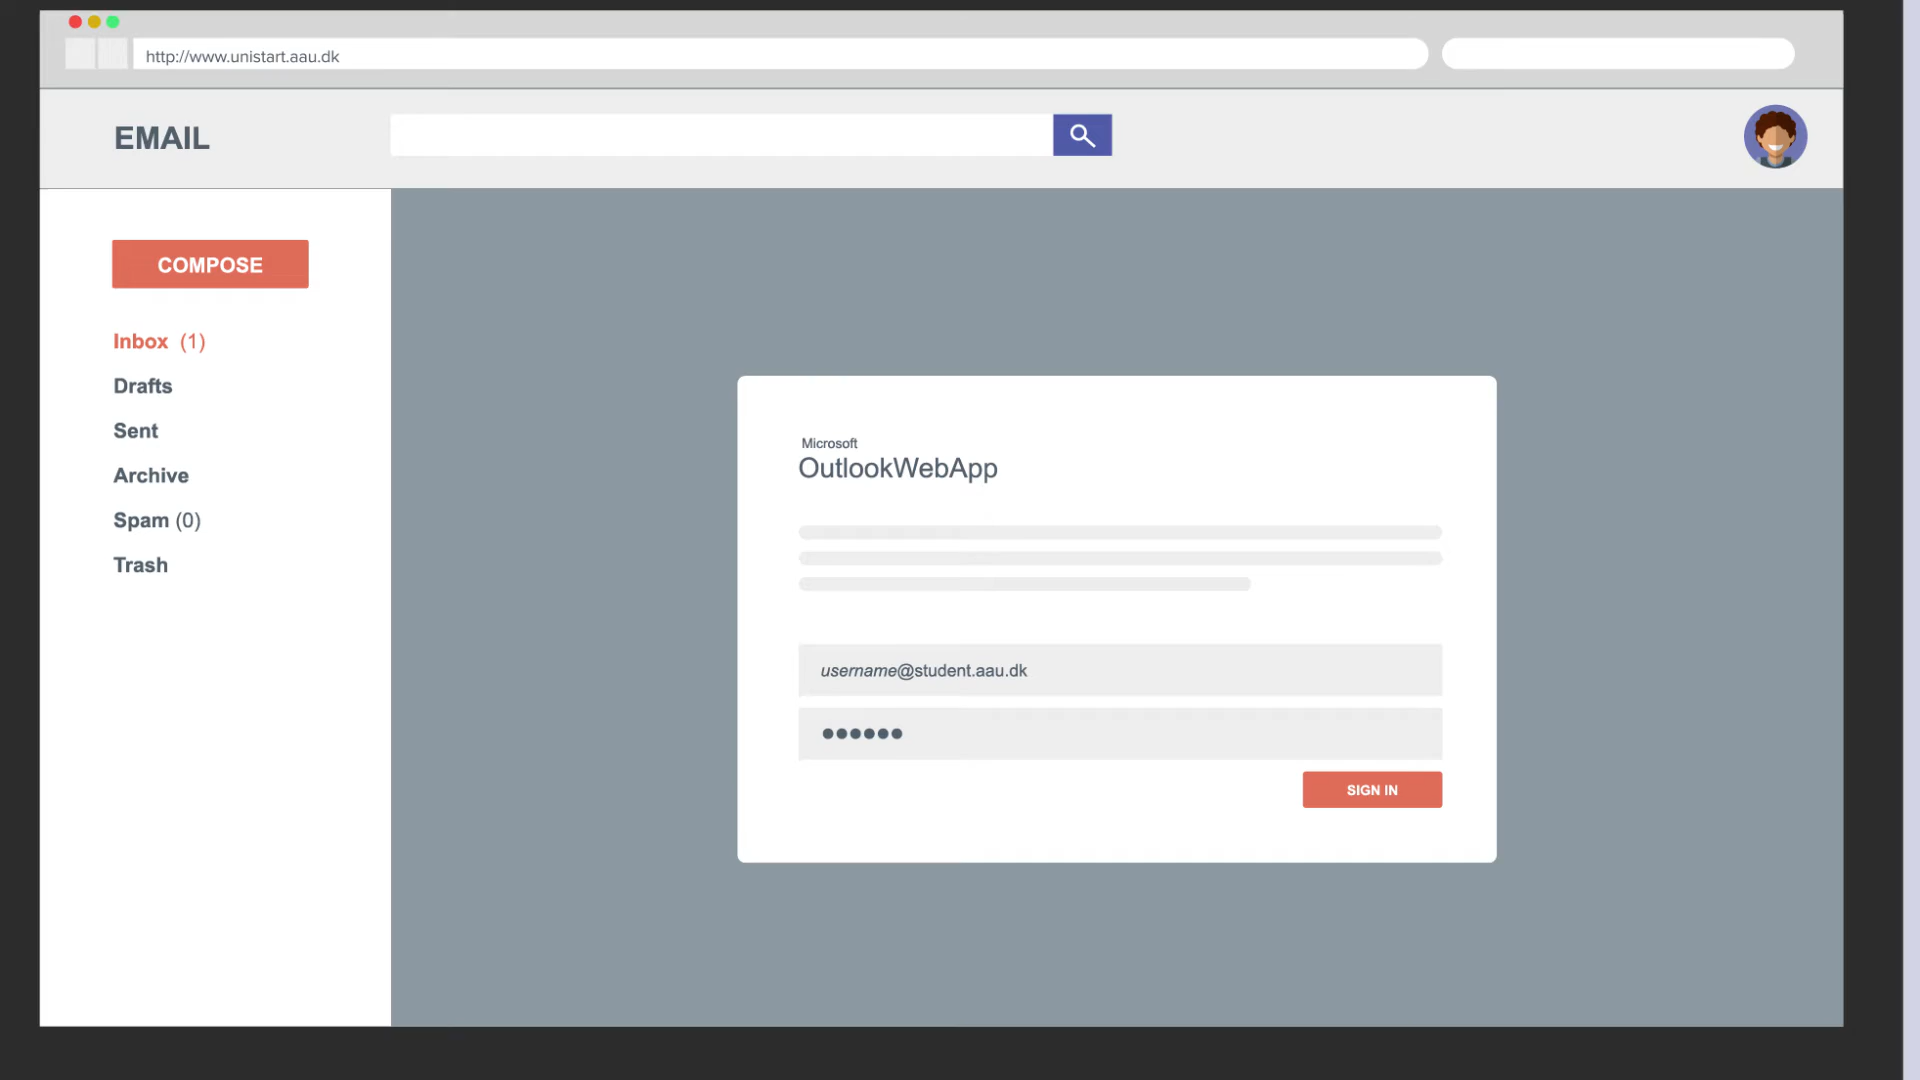 http://www.unistart.aau.dk
EMAIL
COMPOSE
Inbox (1)
Drafts
Sent
Archive
Spam (0)
Trash
Microsoft
OutlookWebApp
username@student.aau.dk
SIGN IN